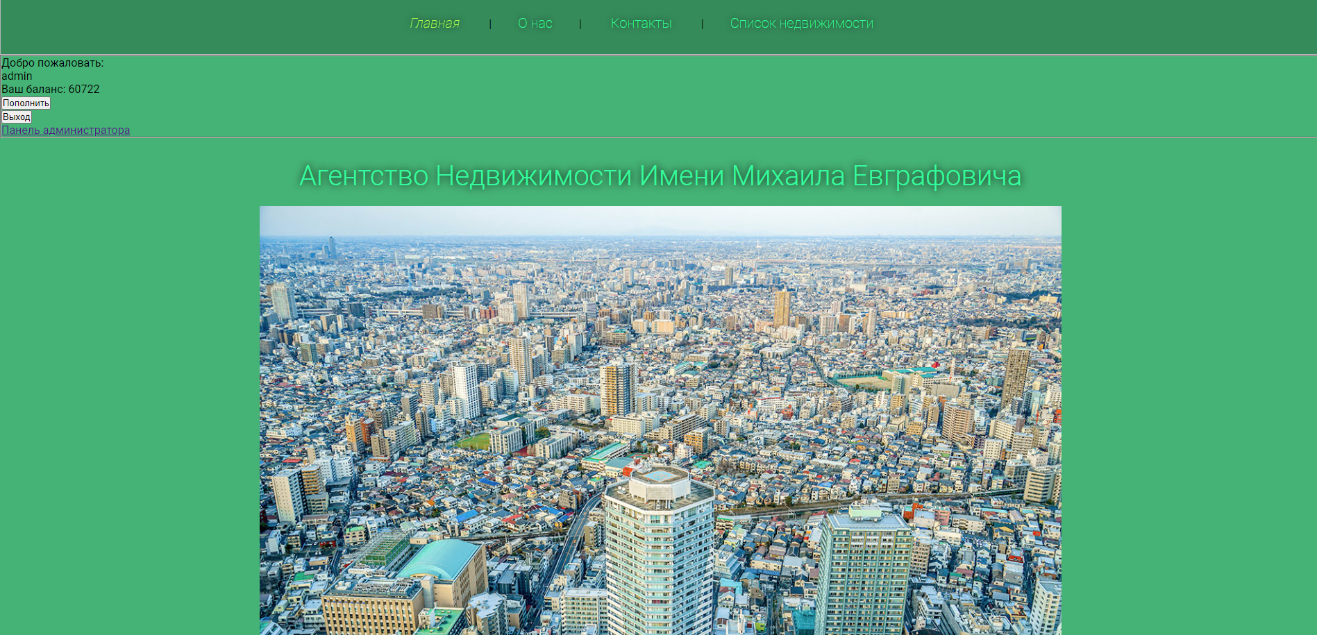 Главная | О нас | Контакты | Список недвижимости
Добро пожаловать:
admin
Ваш баланс: 60722
Пополнить
Выход
Панель администратора
Агентство Недвижимости Имени Михаила Евграфовича